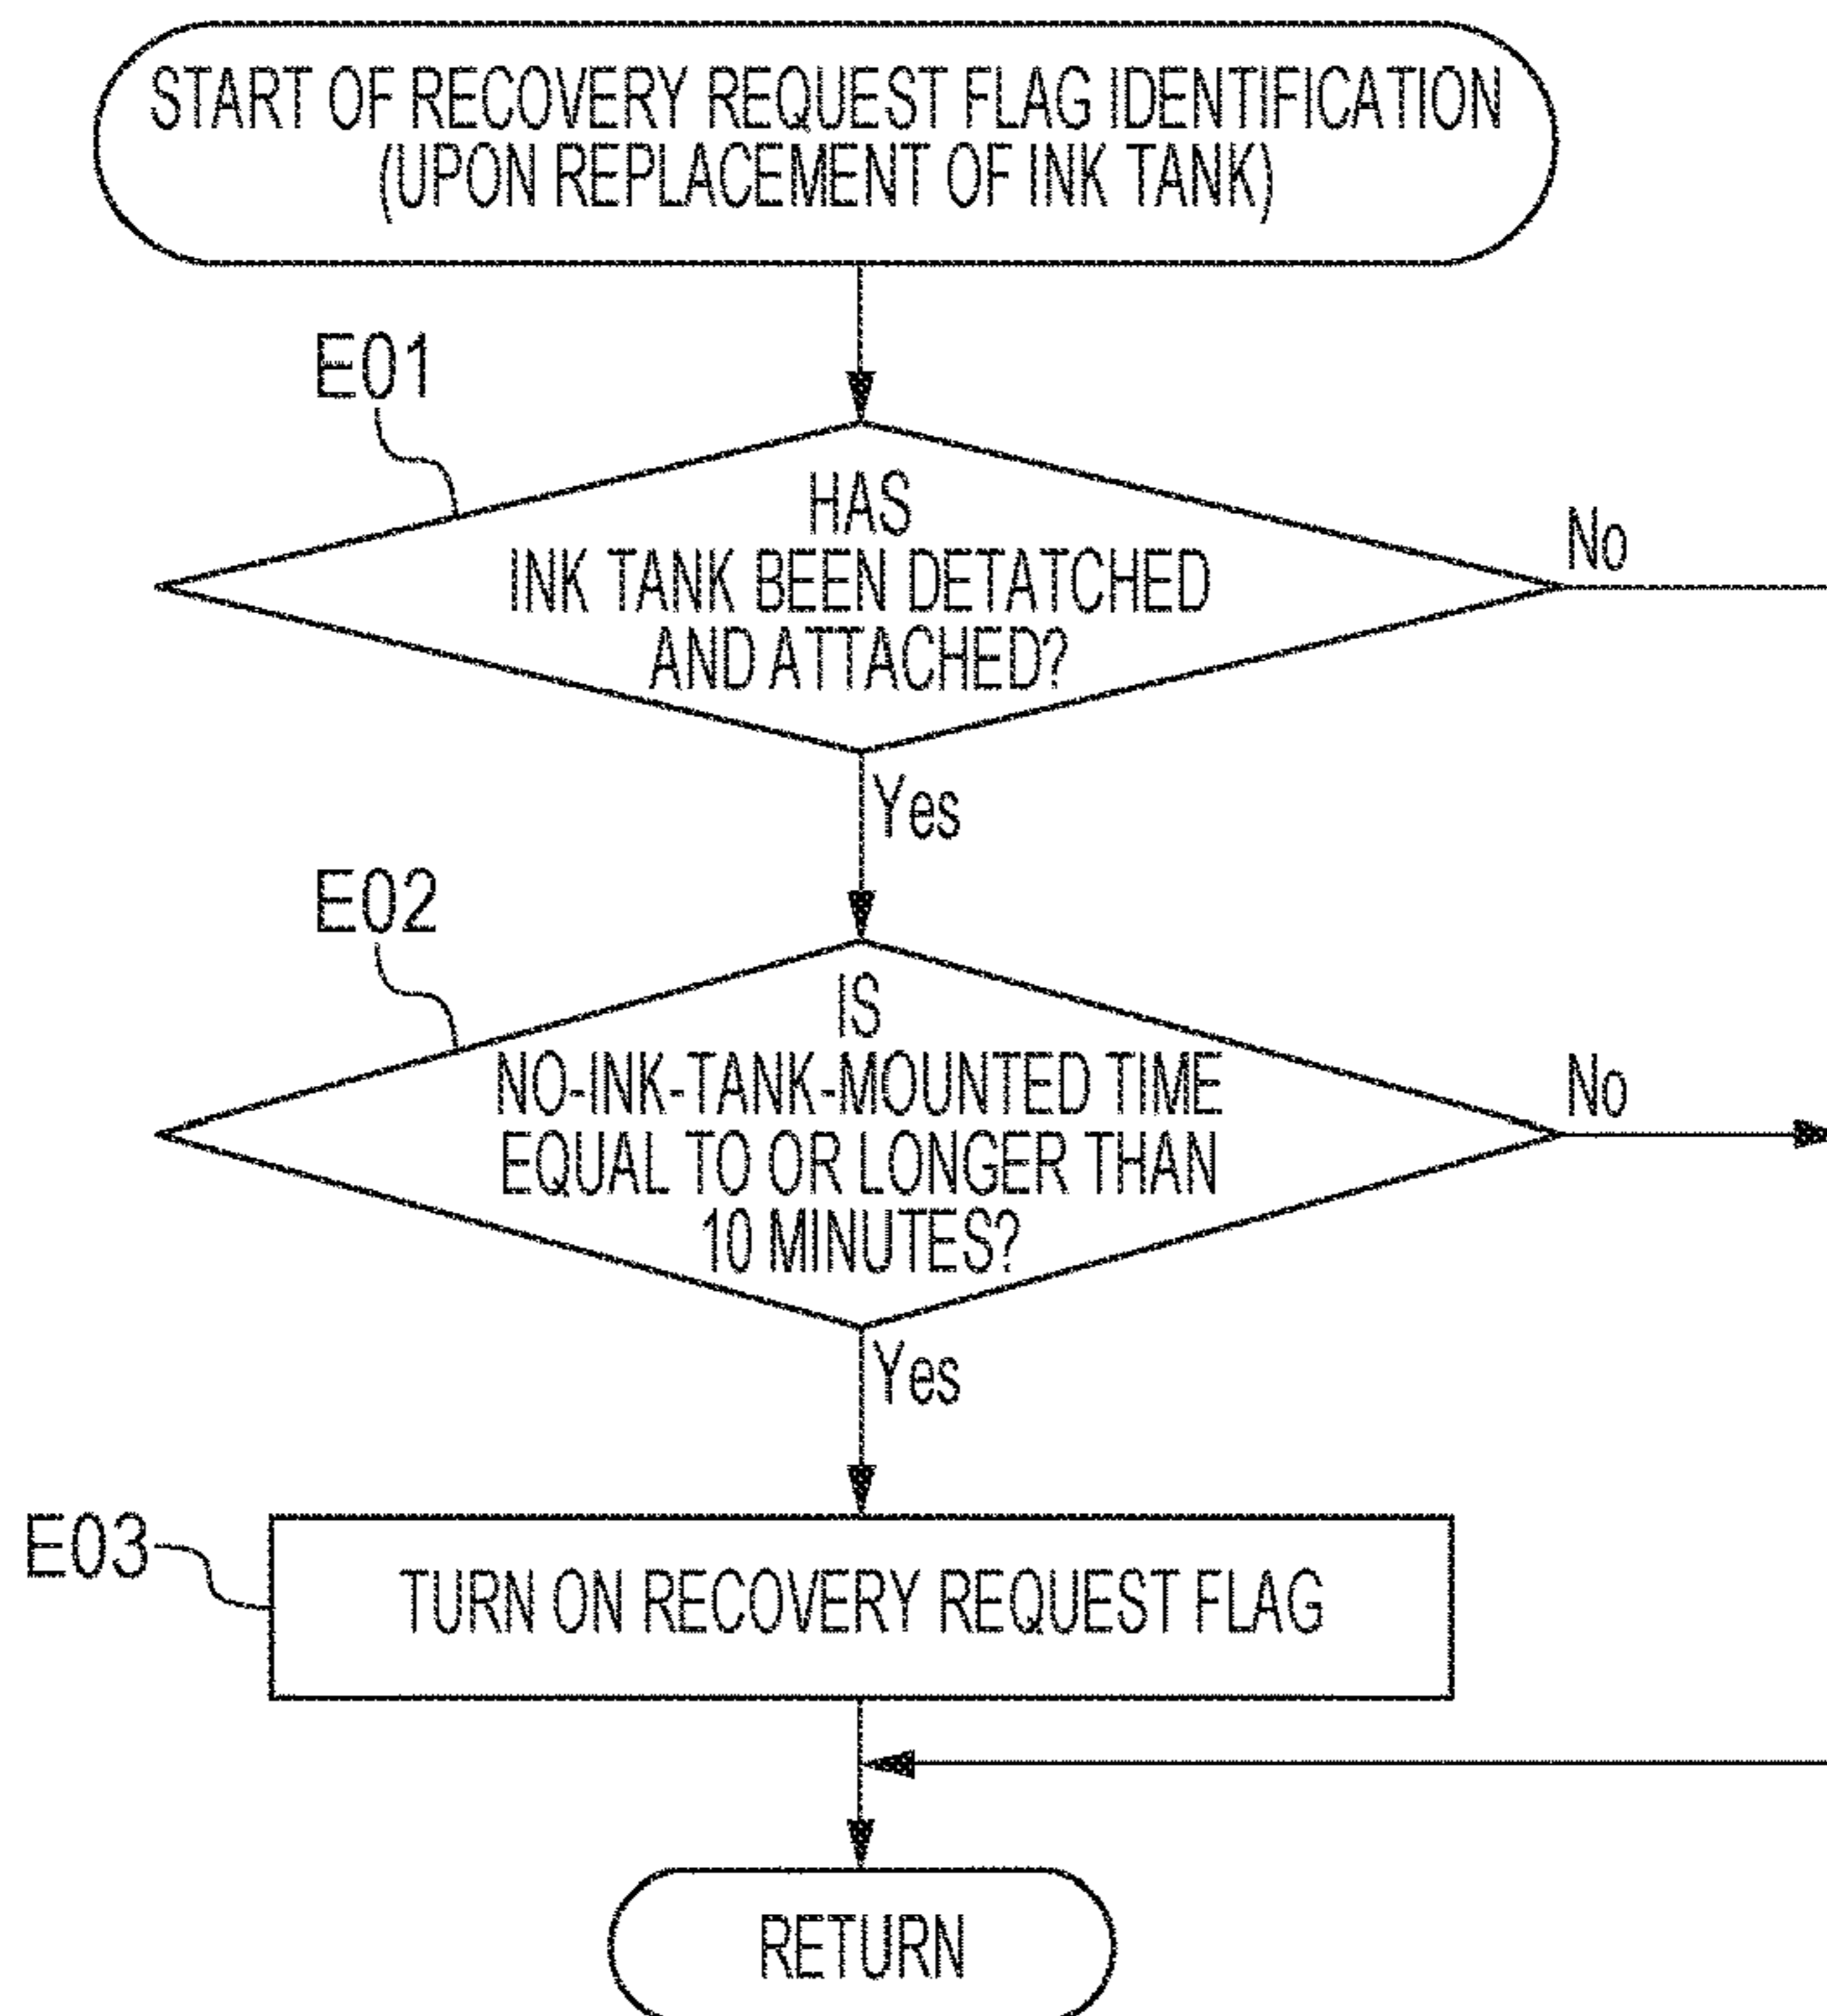 START OF RECOVERY REQUEST FLAG IDENTIFICATION
(UPON REPLACEMENT OF INK TANK)
E01
HAS
INK TANK BEEN DETATCHED
AND ATTACHED?
No
Yes
E02
IS
NO-INK-TANK-MOUNTED TIME
EQUAL TO OR LONGER THAN
10 MINUTES?
No
Yes
E03
TURN ON RECOVERY REQUEST FLAG
RETURN